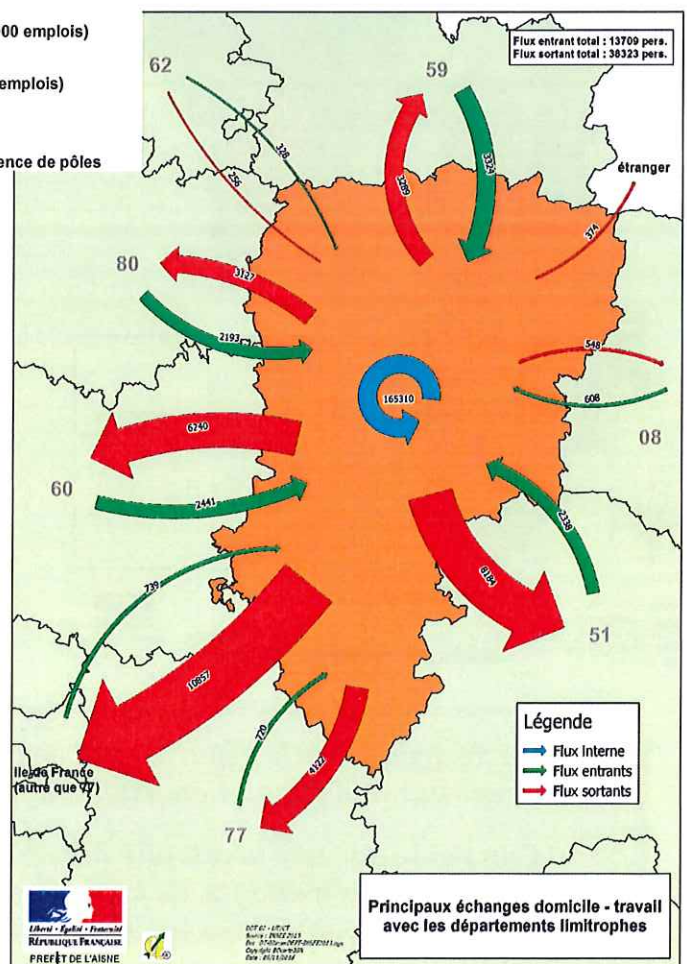 000 emplois)
emplois)
ence de pôles
Flux entrant total : 13709 pers.
Flux sortant total : 38323 pers.
62
59
328
256
3289
3324
étranger
374
80
3127
2193
548
608
08
165310
6240
60
2441
2338
8184
51
739
10857
720
4122
Ile de France
(autre que 77)
77
Légende
Flux interne
Flux entrants
Flux sortants
Principaux échanges domicile - travail
avec les départements limitrophes
Liberté • Égalité • Fraternité
RÉPUBLIQUE FRANÇAISE
PRÉFET DE L'AISNE